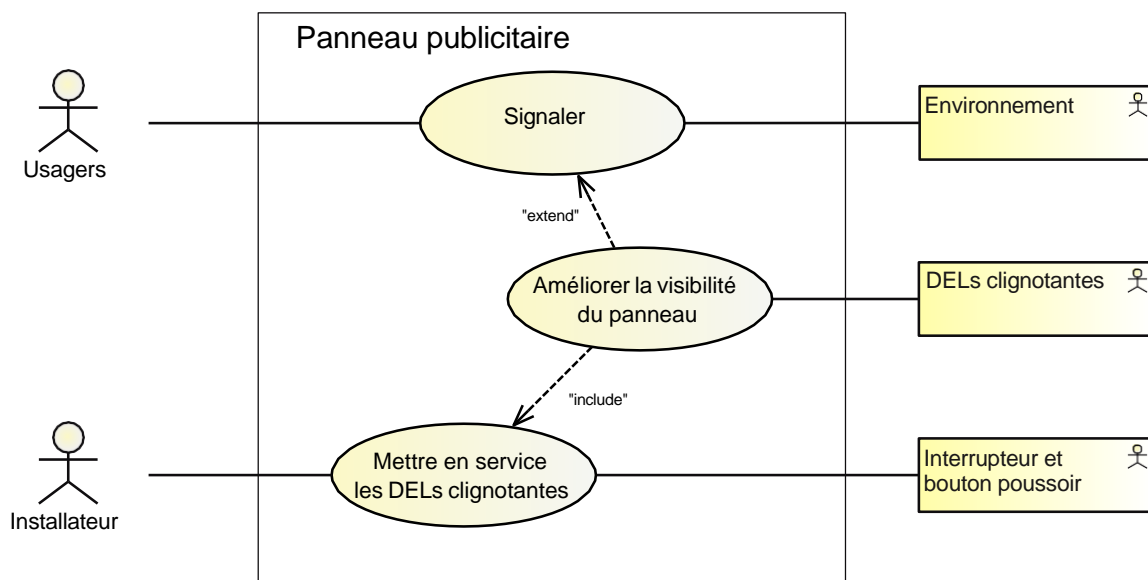 Panneau publicitaire
Usagers
Signaler
Environnement
"extend"
Améliorer la visibilité
du panneau
DELs clignotantes
"include"
Installateur
Mettre en service
les DELs clignotantes
Interrupteur et
bouton poussoir